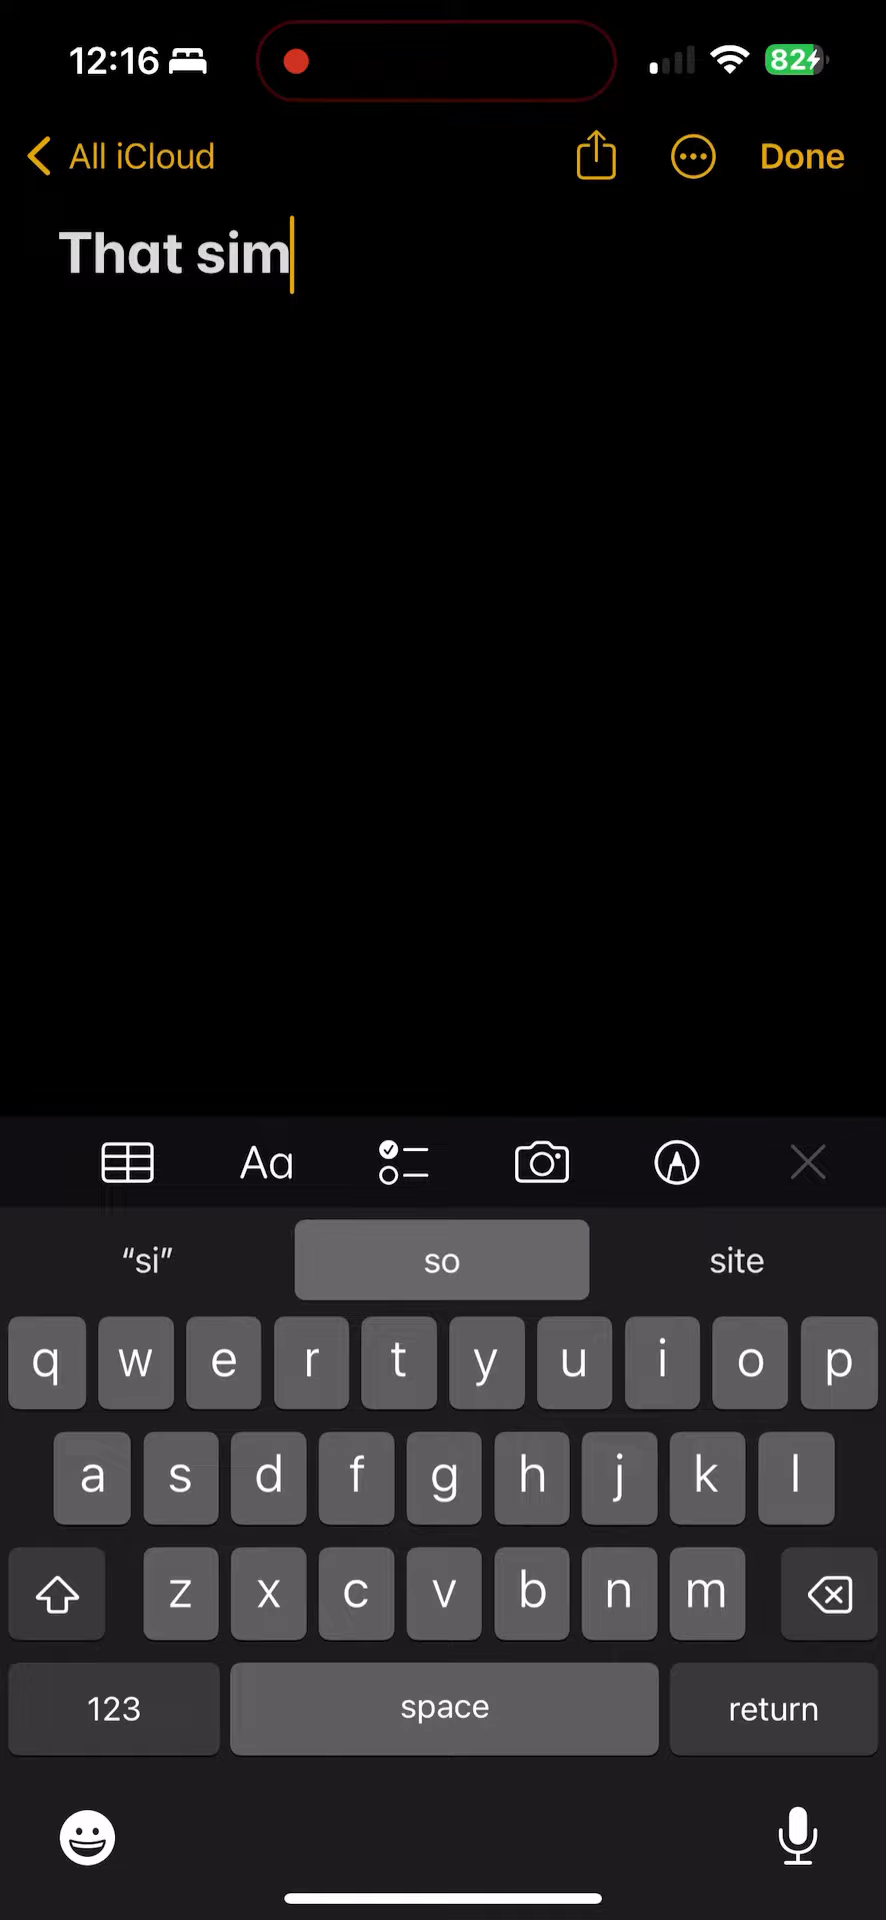 12:16
82
All iCloud
Done
That sim
Aa
“si” so site
q w e r t y u i o p
a s d f g h j k l
z x c v b n m
123 space return